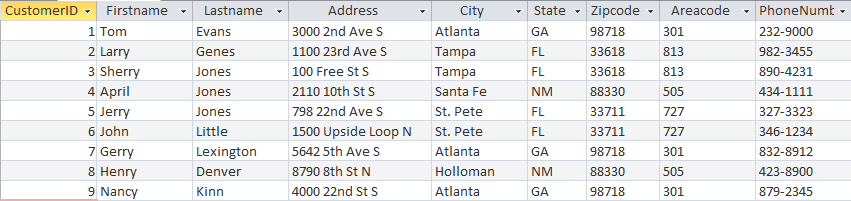 CustomerID Firstname Lastname Address City State Zipcode Areacode PhoneNumb
1 Tom Evans 3000 2nd Ave S Atlanta GA 98718 301 232-9000
2 Larry Genes 1100 23rd Ave S Tampa FL 33618 813 982-3455
3 Sherry Jones 100 Free St S Tampa FL 33618 813 890-4231
4 April Jones 2110 10th St S Santa Fe NM 88330 505 434-1111
5 Jerry Jones 798 22nd Ave S St. Pete FL 33711 727 327-3323
6 John Little 1500 Upside Loop N St. Pete FL 33711 727 346-1234
7 Gerry Lexington 5642 5th Ave S Atlanta GA 98718 301 832-8912
8 Henry Denver 8790 8th St N Holloman NM 88330 505 423-8900
9 Nancy Kinn 4000 22nd St S Atlanta GA 98718 301 879-2345